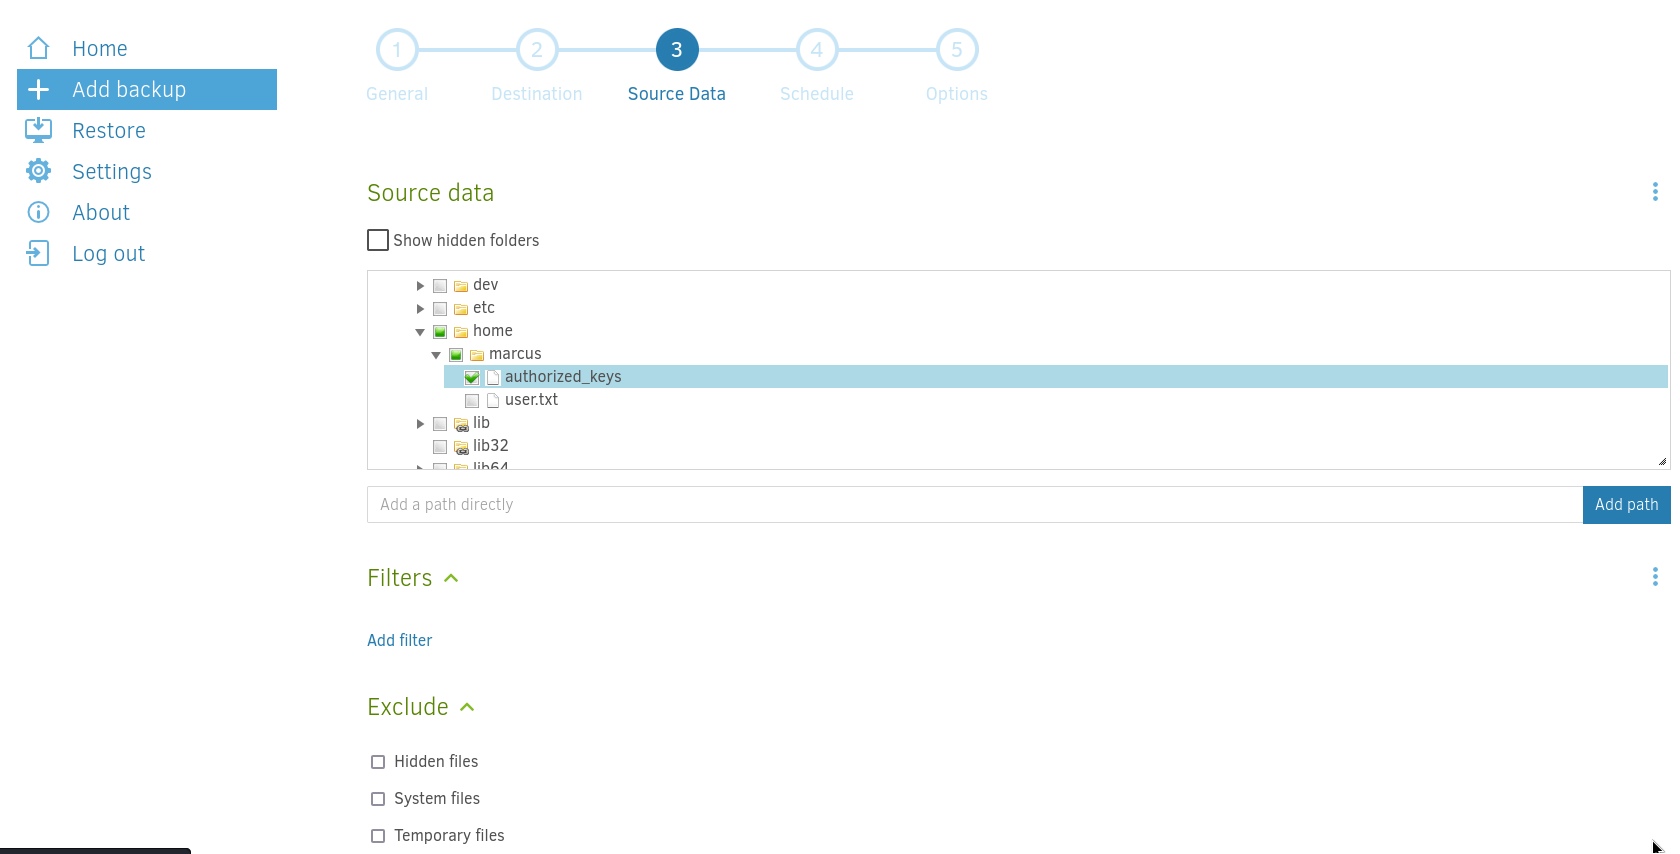 Home
Add backup
Restore
Settings
About
Log out
1 2 3 4 5
General Destination Source Data Schedule Options
Source data
Show hidden folders
dev
etc
home
marcus
authorized_keys
user.txt
lib
lib32
lib64
Add a path directly Add path
Filters
Add filter
Exclude
Hidden files
System files
Temporary files